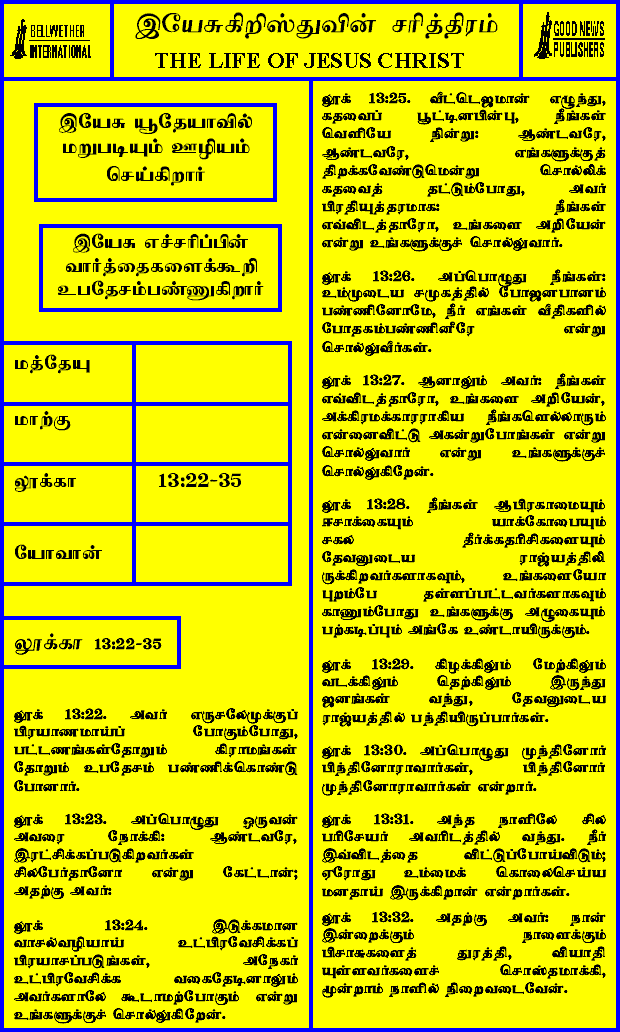 BELLWETHER
INTERNATIONAL
இயேசுகிறிஸ்துவின் சரித்திரம்
THE LIFE OF JESUS CHRIST
GOOD NEWS
PUBLISHERS
இயேசு யூதேயாவில்
மறுபடியும் ஊழியம்
செய்கிறார்
இயேசு எச்சரிப்பின்
வார்த்தைகளைக்கூறி
உபதேசம்பண்ணுகிறார்
மத்தேயு
மாற்கு
லூக்கா 13:22-35
யோவான்
லூக்கா 13:22-35
லூக் 13:22. அவர் எருசலேமுக்குப்
பிரயாணமாய்ப் போகும்போது,
பட்டணங்கள்தோறும் கிராமங்கள்
தோறும் உபதேசம் பண்ணிக்கொண்டு
போனார்.
லூக் 13:23. அப்பொழுது ஒருவன்
அவரை நோக்கி: ஆண்டவரே,
இரட்சிக்கப்படுகிறவர்கள்
சிலபேர்தானோ என்று கேட்டான்;
அதற்கு அவர்:
லூக் 13:24. இடுக்கமான
வாசல்வழியாய் உட்பிரவேசிக்கப்
பிரயாசப்படுங்கள், அநேகர்
உட்பிரவேசிக்க வகைதேடினாலும்
அவர்களாலே கூடாமற்போகும் என்று
உங்களுக்குச் சொல்லுகிறேன்.
லூக் 13:25. வீட்டெஜமான் எழுந்து,
கதவைப் பூட்டினபின்பு, நீங்கள்
வெளியே நின்று: ஆண்டவரே,
ஆண்டவரே, எங்களுக்குத்
திறக்கவேண்டுமென்று சொல்லிக்
கதவைத் தட்டும்போது, அவர்
பிரதியுத்தரமாக: நீங்கள்
எவ்விடத்தாரோ, உங்களை அறியேன்
என்று உங்களுக்குச் சொல்லுவார்.
லூக் 13:26. அப்பொழுது நீங்கள்:
உம்முடைய சமுகத்தில் போஜனபானம்
பண்ணினோமே, நீர் எங்கள் வீதிகளில்
போதகம்பண்ணினீரே என்று
சொல்லுவீர்கள்.
லூக் 13:27. ஆனாலும் அவர்: நீங்கள்
எவ்விடத்தாரோ, உங்களை அறியேன்,
அக்கிரமக்காரராகிய நீங்களெல்லாரும்
என்னைவிட்டு அகன்றுபோங்கள் என்று
சொல்லுவார் என்று உங்களுக்குச்
சொல்லுகிறேன்.
லூக் 13:28. நீங்கள் ஆபிரகாமையும்
ஈசாக்கையும் யாக்கோபையும்
சகல தீர்க்கதரிசிகளையும்
தேவனுடைய ராஜ்யத்திலி
ருக்கிறவர்களாகவும், உங்களையோ
புறம்பே தள்ளப்பட்டவர்களாகவும்
காணும்போது உங்களுக்கு அழுகையும்
பற்கடிப்பும் அங்கே உண்டாயிருக்கும்.
லூக் 13:29. கிழக்கிலும் மேற்கிலும்
வடக்கிலும் தெற்கிலும் இருந்து
ஜனங்கள் வந்து, தேவனுடைய
ராஜ்யத்தில் பந்தியிருப்பார்கள்.
லூக் 13:30. அப்பொழுது முந்தினோர்
பிந்தினோராவார்கள், பிந்தினோர்
முந்தினோராவார்கள் என்றார்.
லூக் 13:31. அந்த நாளிலே சில
பரிசேயர் அவரிடத்தில் வந்து. நீர்
இவ்விடத்தை விட்டுப்போய்விடும்;
ஏரோது உம்மைக் கொலைசெய்ய
மனதாய் இருக்கிறான் என்றார்கள்.
லூக் 13:32. அதற்கு அவர்: நான்
இன்றைக்கும் நாளைக்கும்
பிசாசுகளைத் துரத்தி, வியாதி
யுள்ளவர்களைச் சொஸ்தமாக்கி,
மூன்றாம் நாளில் நிறைவடைவேன்.